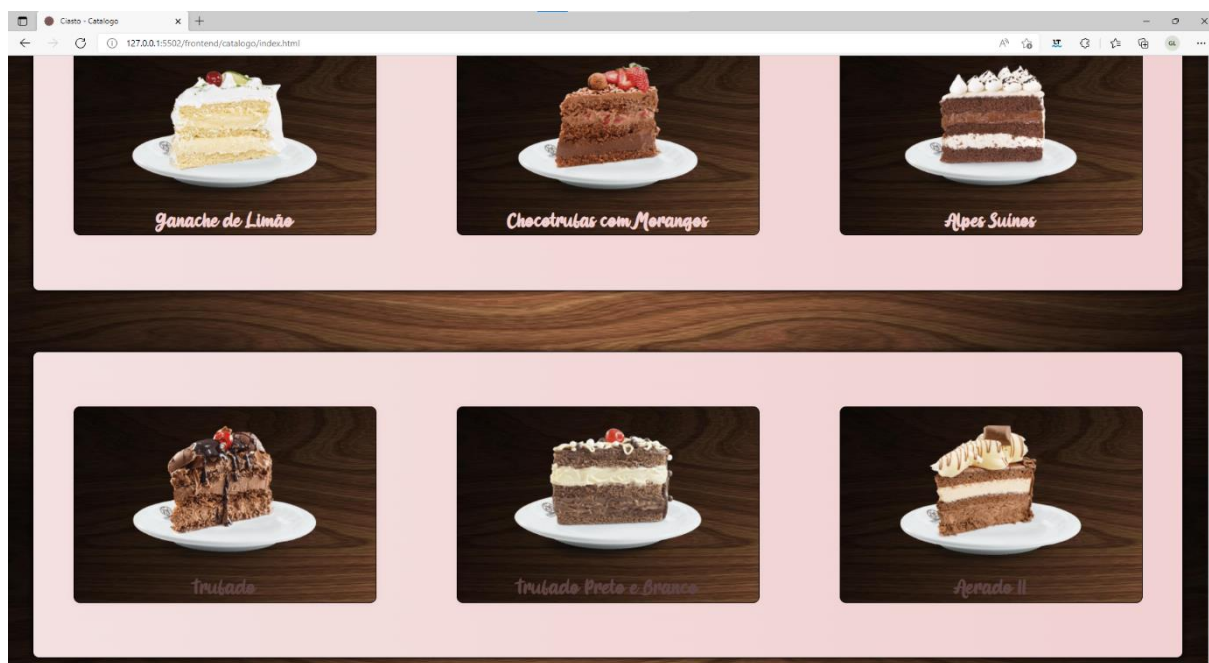 Ciasto - Catalogo
127.0.0.1:5502/frontend/catalogo/index.html
GL
Ganache de Limão
Chocotrufas com Morangos
Alpes Suínos
Trufado
Trufado Preto e Branco
Aerado II